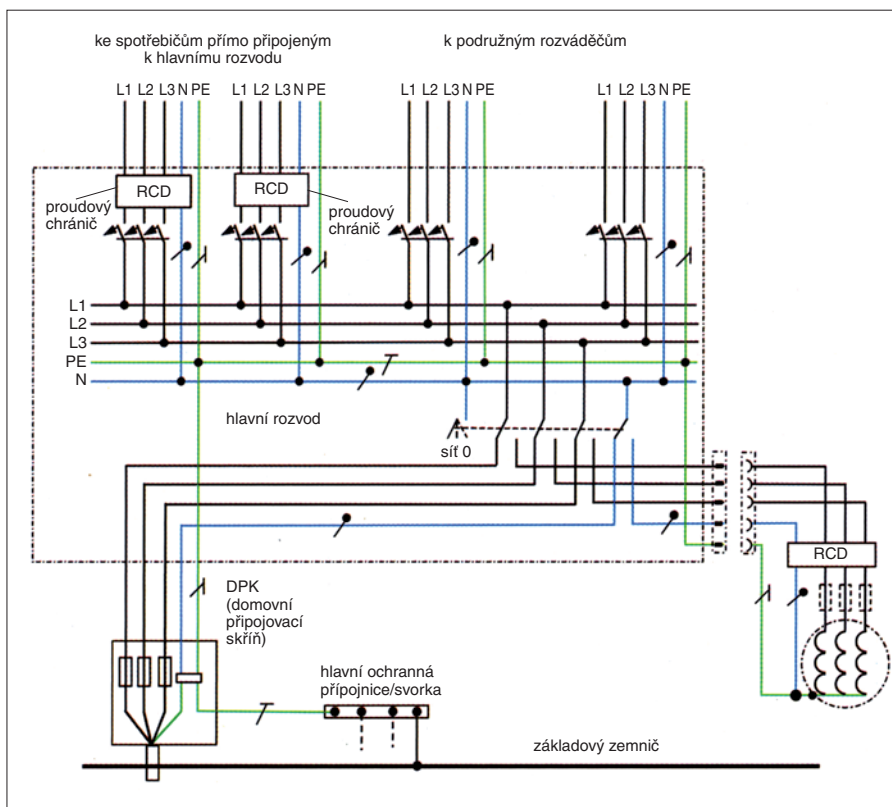 ke spotřebičům přímo připojeným
k hlavnímu rozvodu
k podružným rozváděčům
L1 L2 L3 N PE
L1 L2 L3 N PE
L1 L2 L3 N PE
L1 L2 L3 N PE
RCD
RCD
proudový
chránič
proudový
chránič
L1
L2
L3
PE
N
hlavní rozvod
síť 0
RCD
DPK
(domovní
připojovací
skříň)
hlavní ochranná
přípojnice/svorka
základový zemnič